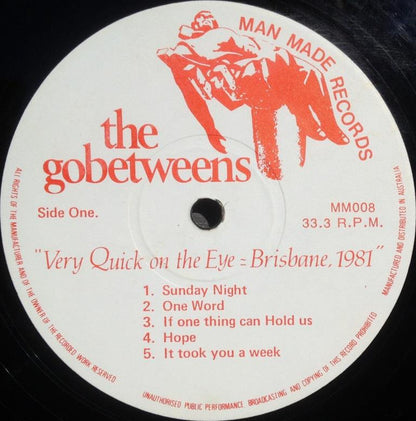 MAN MADE RECORDS
the
gobetweens
Side One.
MM008
33.3 R.P.M.
"Very Quick on the Eye = Brisbane, 1981"
1. Sunday Night
2. One Word
3. If one thing can Hold us
4. Hope
5. It took you a week
ALL RIGHTS OF THE MANUFACTURER AND OF THE OWNER OF THE RECORDED WORK RESERVED
UNAUTHORISED PUBLIC PERFORMANCE BROADCASTING AND COPYING OF THIS RECORD PROHIBITED
MANUFACTURED AND DISTRIBUTED IN AUSTRALIA